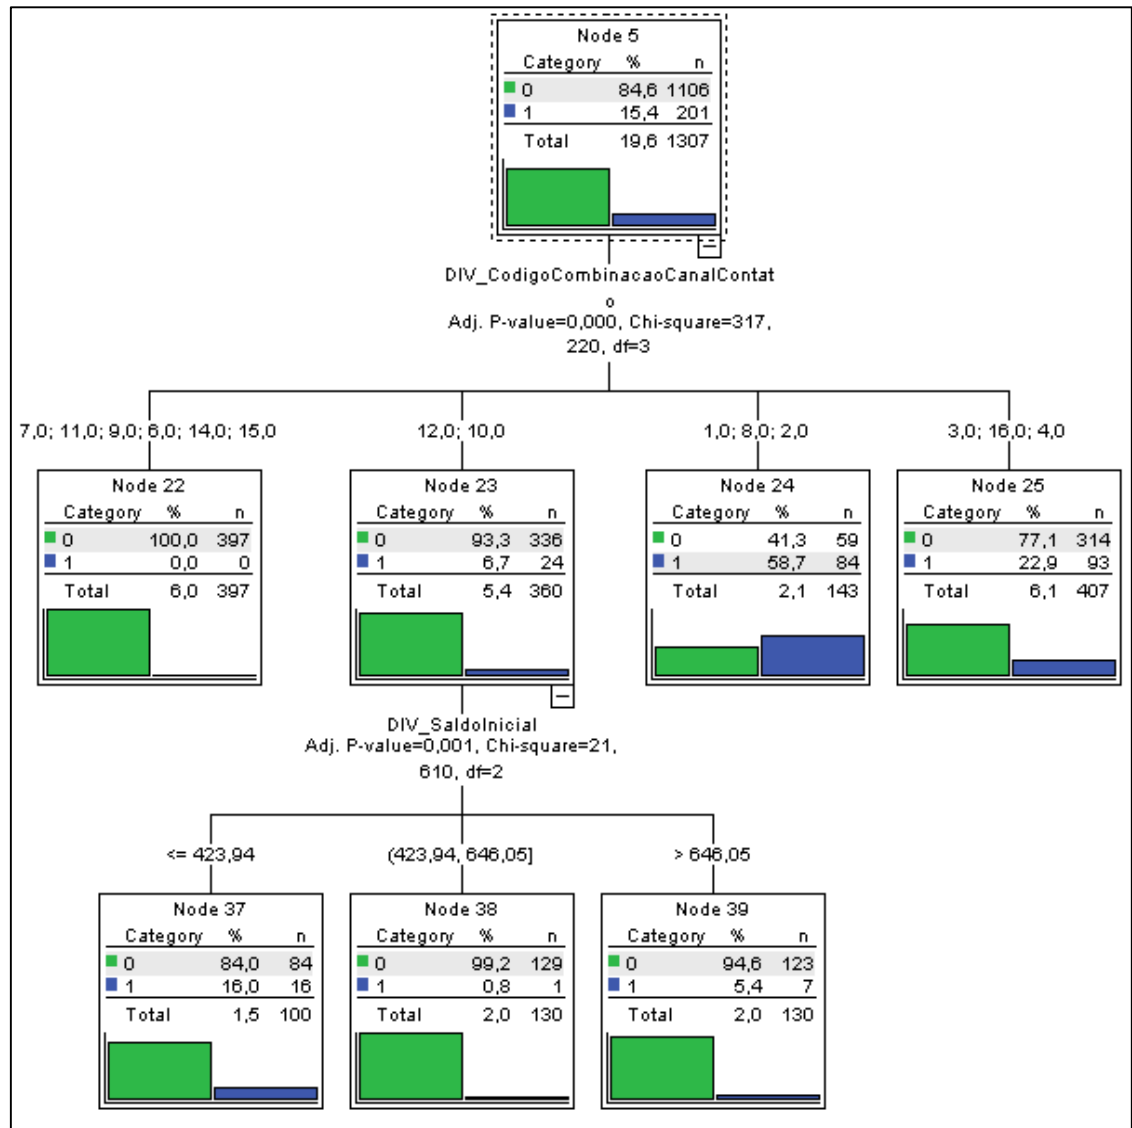 Node 5
Category % n
0 84,6 1106
1 15,4 201
Total 19,6 1307
DIV_CodigoCombinacaoCanalContat
o
Adj. P-value=0,000, Chi-square=317,
220, df=3
7,0; 11,0; 9,0; 6,0; 14,0; 15,0
12,0; 10,0
1,0; 8,0; 2,0
3,0; 16,0; 4,0
Node 22
Category % n
0 100,0 397
1 0,0 0
Total 6,0 397
Node 23
Category % n
0 93,3 336
1 6,7 24
Total 5,4 360
Node 24
Category % n
0 41,3 59
1 58,7 84
Total 2,1 143
Node 25
Category % n
0 77,1 314
1 22,9 93
Total 6,1 407
DIV_SaldoInicial
Adj. P-value=0,001, Chi-square=21,
610, df=2
<= 423,94
(423,94, 646,05]
> 646,05
Node 37
Category % n
0 84,0 84
1 16,0 16
Total 1,5 100
Node 38
Category % n
0 99,2 129
1 0,8 1
Total 2,0 130
Node 39
Category % n
0 94,6 123
1 5,4 7
Total 2,0 130